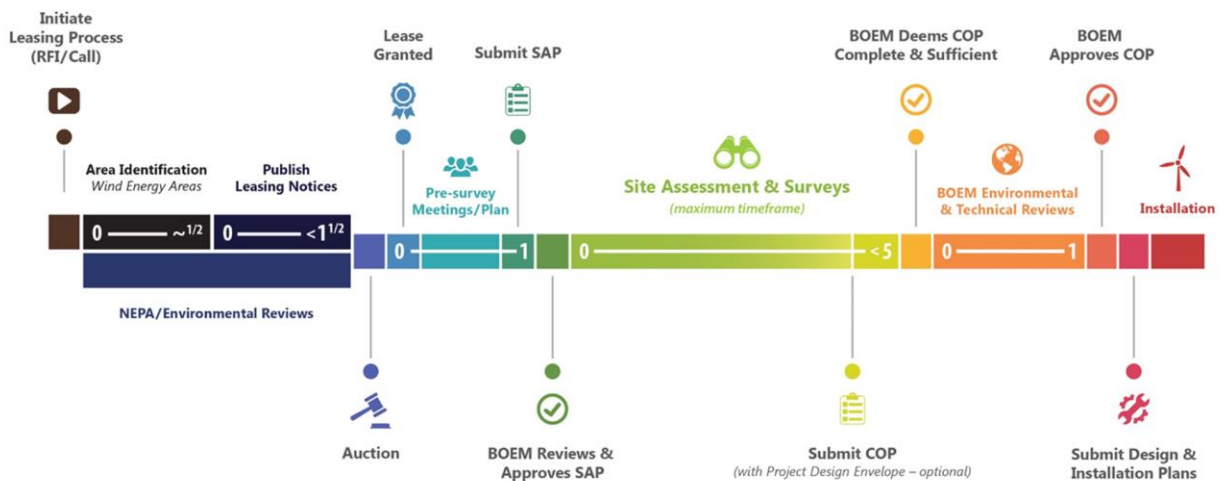 Initiate
Leasing Process
(RFI/Call)
Lease
Granted
Submit SAP
BOEM Deems COP
Complete & Sufficient
BOEM
Approves COP
Area Identification
Wind Energy Areas
Publish
Leasing Notices
Pre-survey
Meetings/Plan
Site Assessment & Surveys
(maximum timeframe)
BOEM Environmental
& Technical Reviews
Installation
0 ~1/2
0 <1 1/2
0 1
0 <5
0 1
NEPA/Environmental Reviews
Auction
BOEM Reviews &
Approves SAP
Submit COP
(with Project Design Envelope – optional)
Submit Design &
Installation Plans